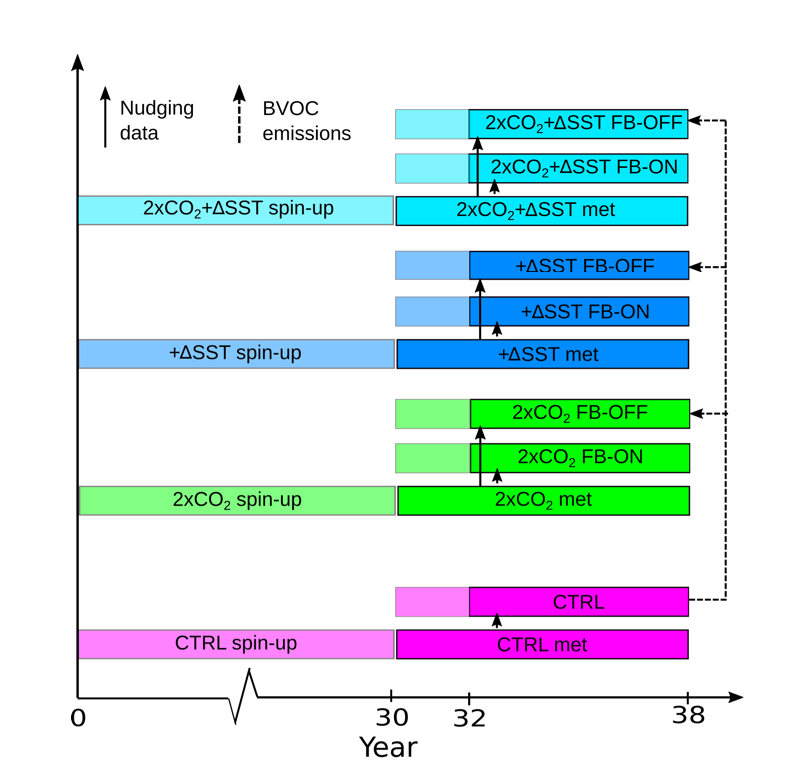 Nudging
data
BVOC
emissions
2xCO₂+ΔSST FB-OFF
2xCO₂+ΔSST FB-ON
2xCO₂+ΔSST spin-up
2xCO₂+ΔSST met
+ΔSST FB-OFF
+ΔSST FB-ON
+ΔSST spin-up
+ΔSST met
2xCO₂ FB-OFF
2xCO₂ FB-ON
2xCO₂ spin-up
2xCO₂ met
CTRL
CTRL spin-up
CTRL met
0
30
32
38
Year